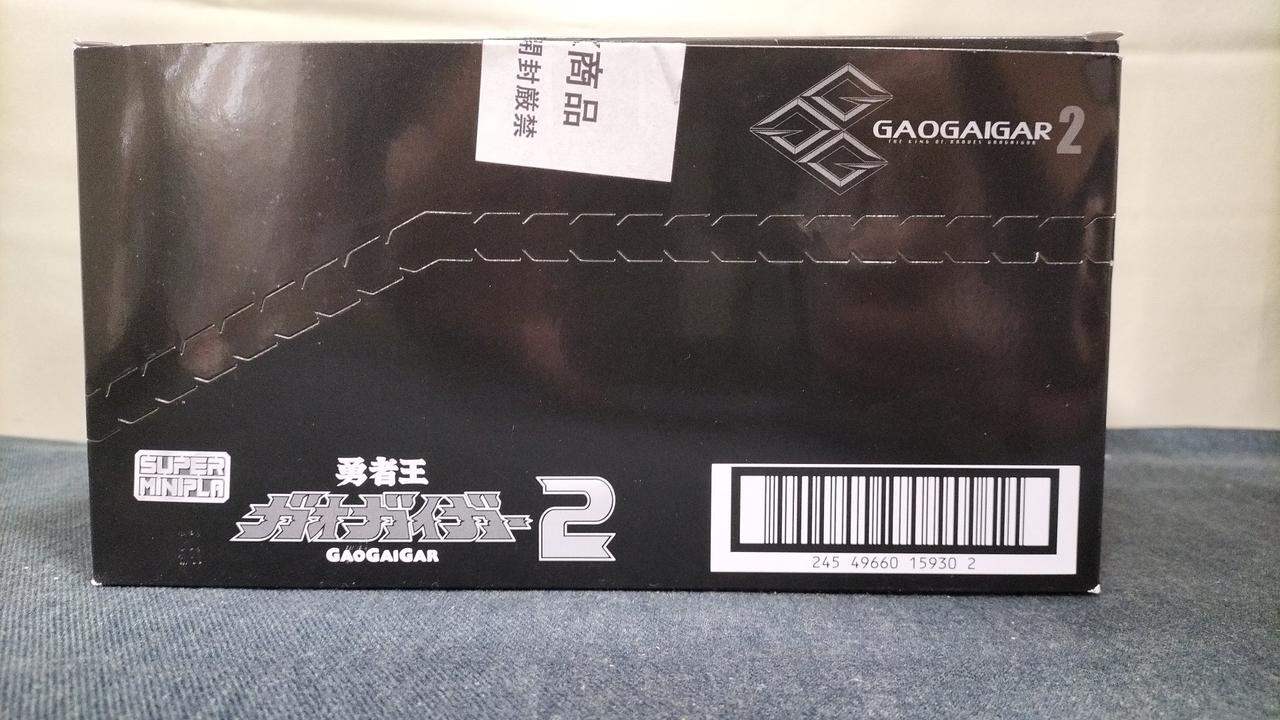 商品
開封厳禁
GAOGAIGAR 2
THE KING OF BRAVES GAOGAIGAR
SUPER
MINIPLA
勇者王
ガオガイガー 2
GAOGAIGAR
245 49660 15930 2